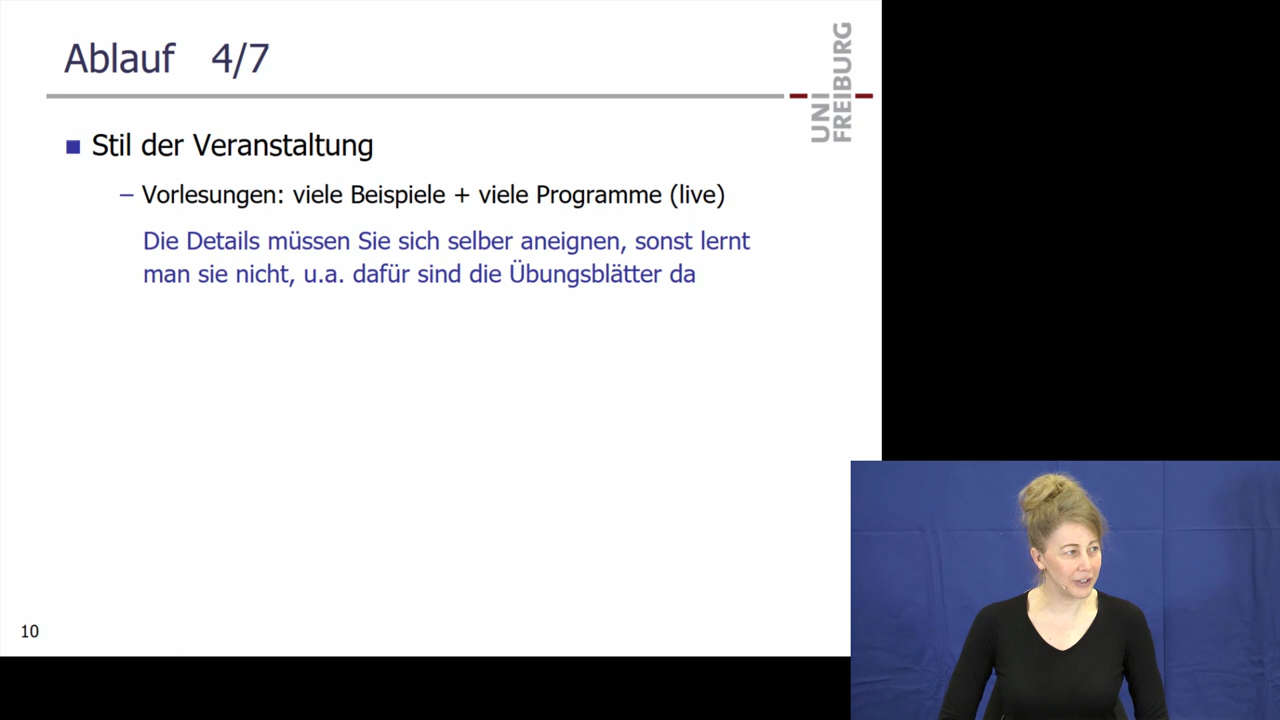 Ablauf 4/7
UNI
FREIBURG
■ Stil der Veranstaltung
– Vorlesungen: viele Beispiele + viele Programme (live)
Die Details müssen Sie sich selber aneignen, sonst lernt
man sie nicht, u.a. dafür sind die Übungsblätter da
10